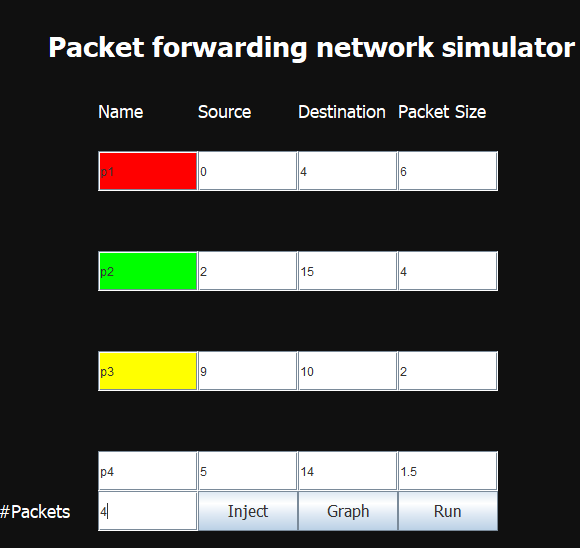 Packet forwarding network simulator
Name Source Destination Packet Size
p1 0 4 6
p2 2 15 4
p3 9 10 2
p4 5 14 1.5
#Packets 4 Inject Graph Run